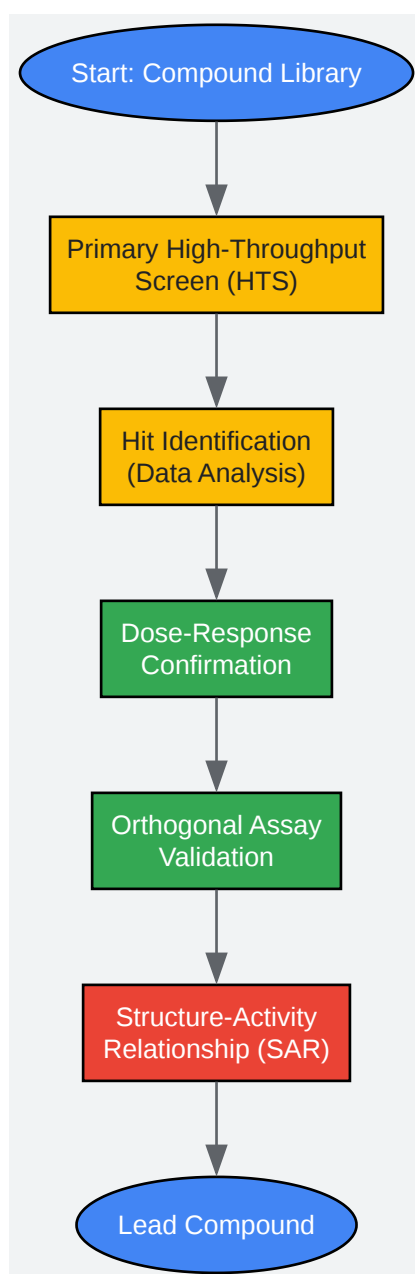 Start: Compound Library
Primary High-Throughput
Screen (HTS)
Hit Identification
(Data Analysis)
Dose-Response
Confirmation
Orthogonal Assay
Validation
Structure-Activity
Relationship (SAR)
Lead Compound